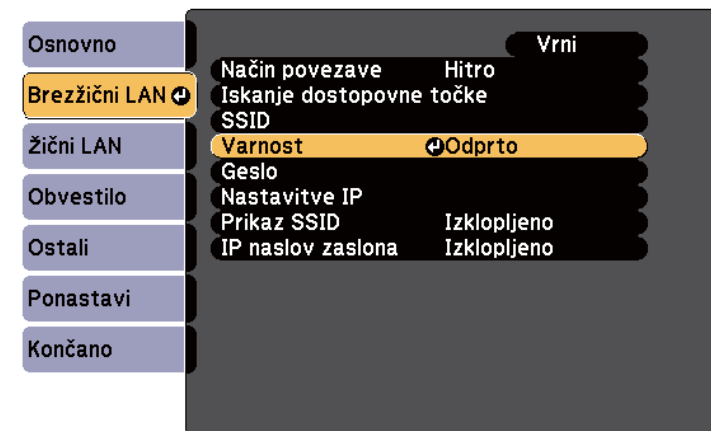 Osnovno
Brezžični LAN
Žični LAN
Obvestilo
Ostali
Ponastavi
Končano
Vrni
Način povezave Hitro
Iskanje dostopovne točke
SSID
Varnost Odprto
Geslo
Nastavitve IP
Prikaz SSID Izklopljeno
IP naslov zaslona Izklopljeno